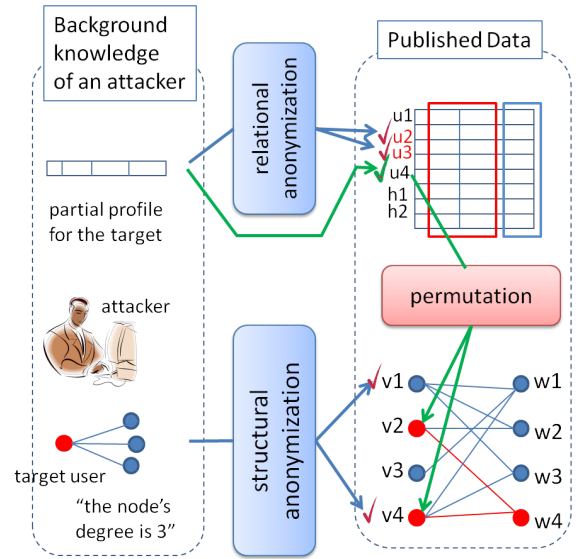 Background
knowledge
of an attacker
Published Data
relational
anonymization
u1
u2
u3
u4
h1
h2
partial profile
for the target
permutation
attacker
structural
anonymization
v1
v2
v3
v4
w1
w2
w3
w4
target user
“the node’s
degree is 3”